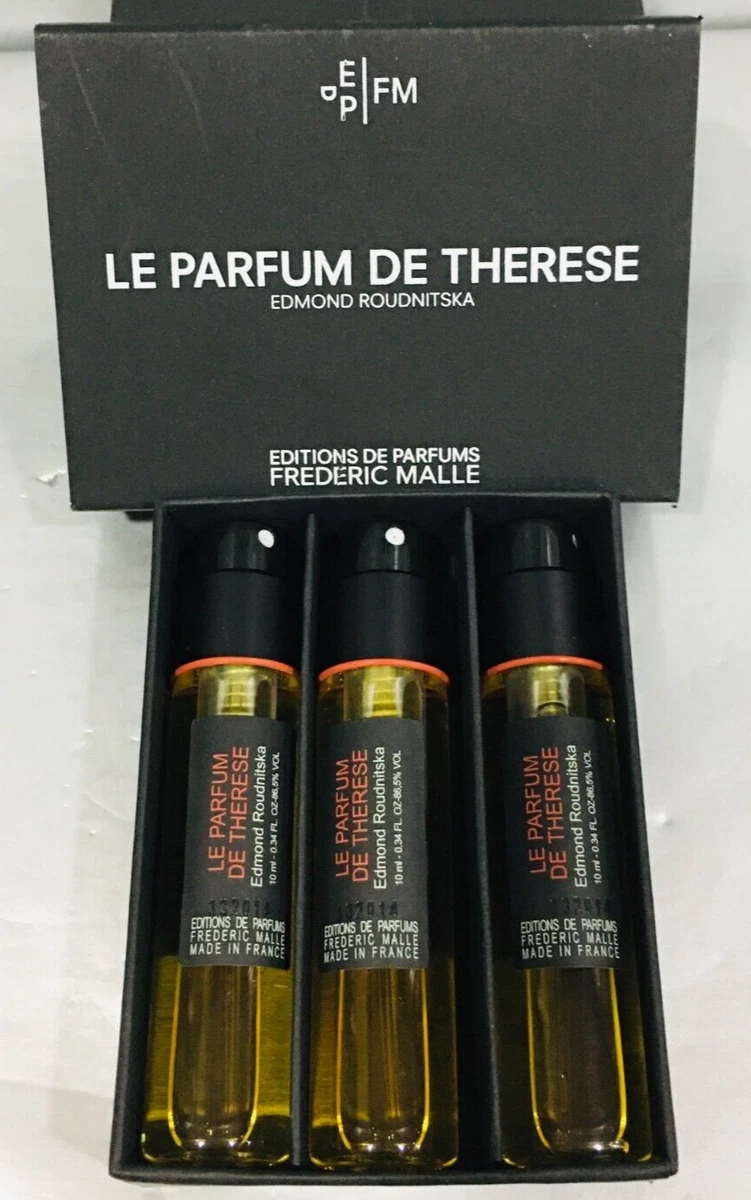 ÉDP|FM
LE PARFUM DE THERESE
EDMOND ROUDNITSKA
EDITIONS DE PARFUMS
FREDÉRIC MALLE
LE PARFUM
DE THERESE
Edmond Roudnitska
10 ml - 0.34 FL. OZ-86,5% VOL
132914
EDITIONS DE PARFUMS
FREDERIC MALLE
MADE IN FRANCE
LE PARFUM
DE THERESE
Edmond Roudnitska
10 ml - 0.34 FL. OZ-86,5% VOL
EDITIONS DE PARFUMS
FREDERIC MALLE
MADE IN FRANCE
LE PARFUM
DE THERESE
Edmond Roudnitska
10 ml - 0.34 FL. OZ-86,5% VOL
EDITIONS DE PARFUMS
FREDERIC MALLE
MADE IN FRANCE